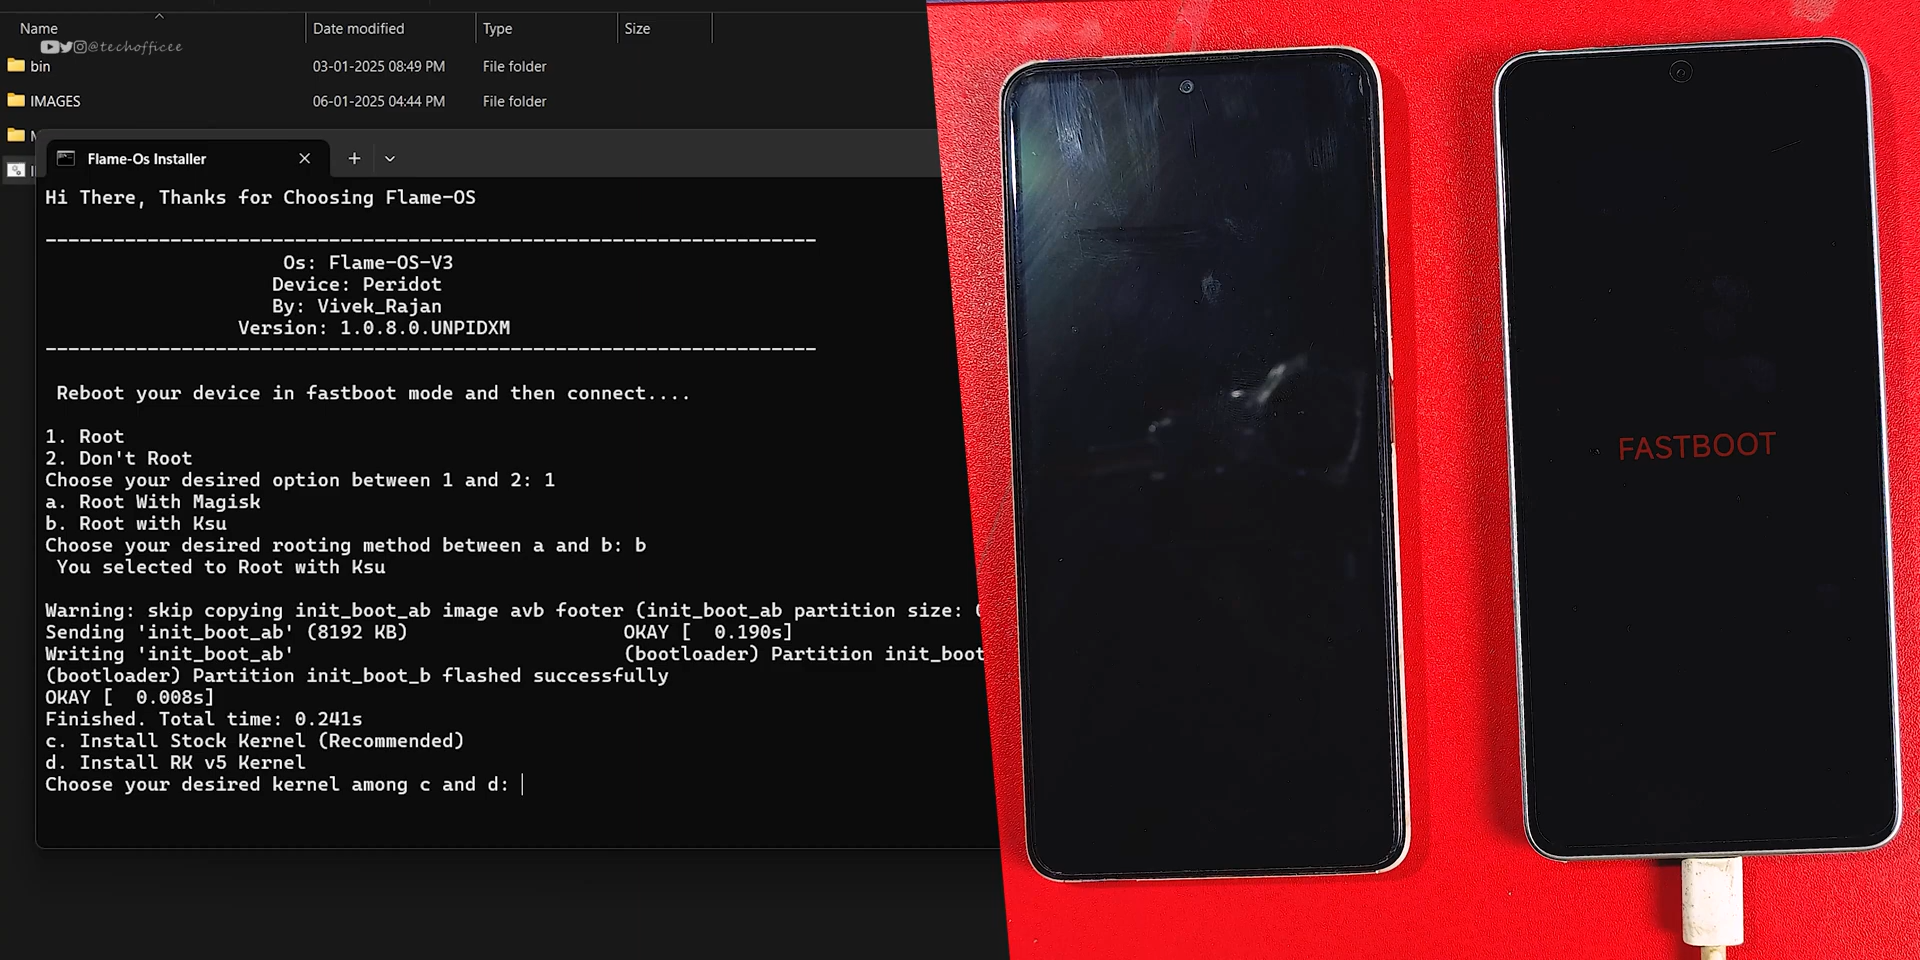 Name Date modified Type Size
@techofficee
bin 03-01-2025 08:49 PM File folder
IMAGES 06-01-2025 04:44 PM File folder
Flame-Os Installer
Hi There, Thanks for Choosing Flame-OS
--------------------------------------------------------------------
Os: Flame-OS-V3
Device: Peridot
By: Vivek_Rajan
Version: 1.0.8.0.UNPIDXM
--------------------------------------------------------------------
Reboot your device in fastboot mode and then connect....
1. Root
2. Don't Root
Choose your desired option between 1 and 2: 1
a. Root With Magisk
b. Root with Ksu
Choose your desired rooting method between a and b: b
You selected to Root with Ksu
Warning: skip copying init_boot_ab image avb footer (init_boot_ab partition size:
Sending 'init_boot_ab' (8192 KB) OKAY [ 0.190s]
Writing 'init_boot_ab' (bootloader) Partition init_boot
(bootloader) Partition init_boot_b flashed successfully
OKAY [ 0.008s]
Finished. Total time: 0.241s
c. Install Stock Kernel (Recommended)
d. Install RK v5 Kernel
Choose your desired kernel among c and d:
FASTBOOT